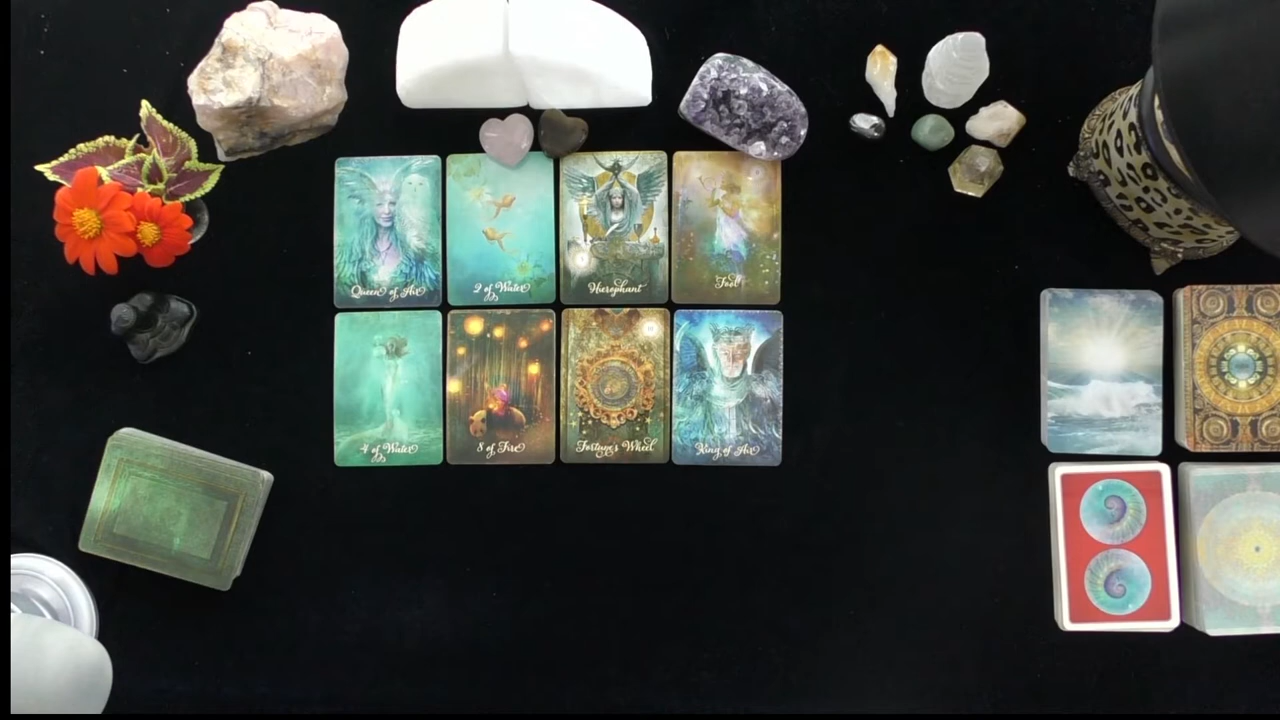 Queen of Air
2 of Water
Hierophant
Fool
4 of Water
8 of Fire
Fortune's Wheel
King of Air